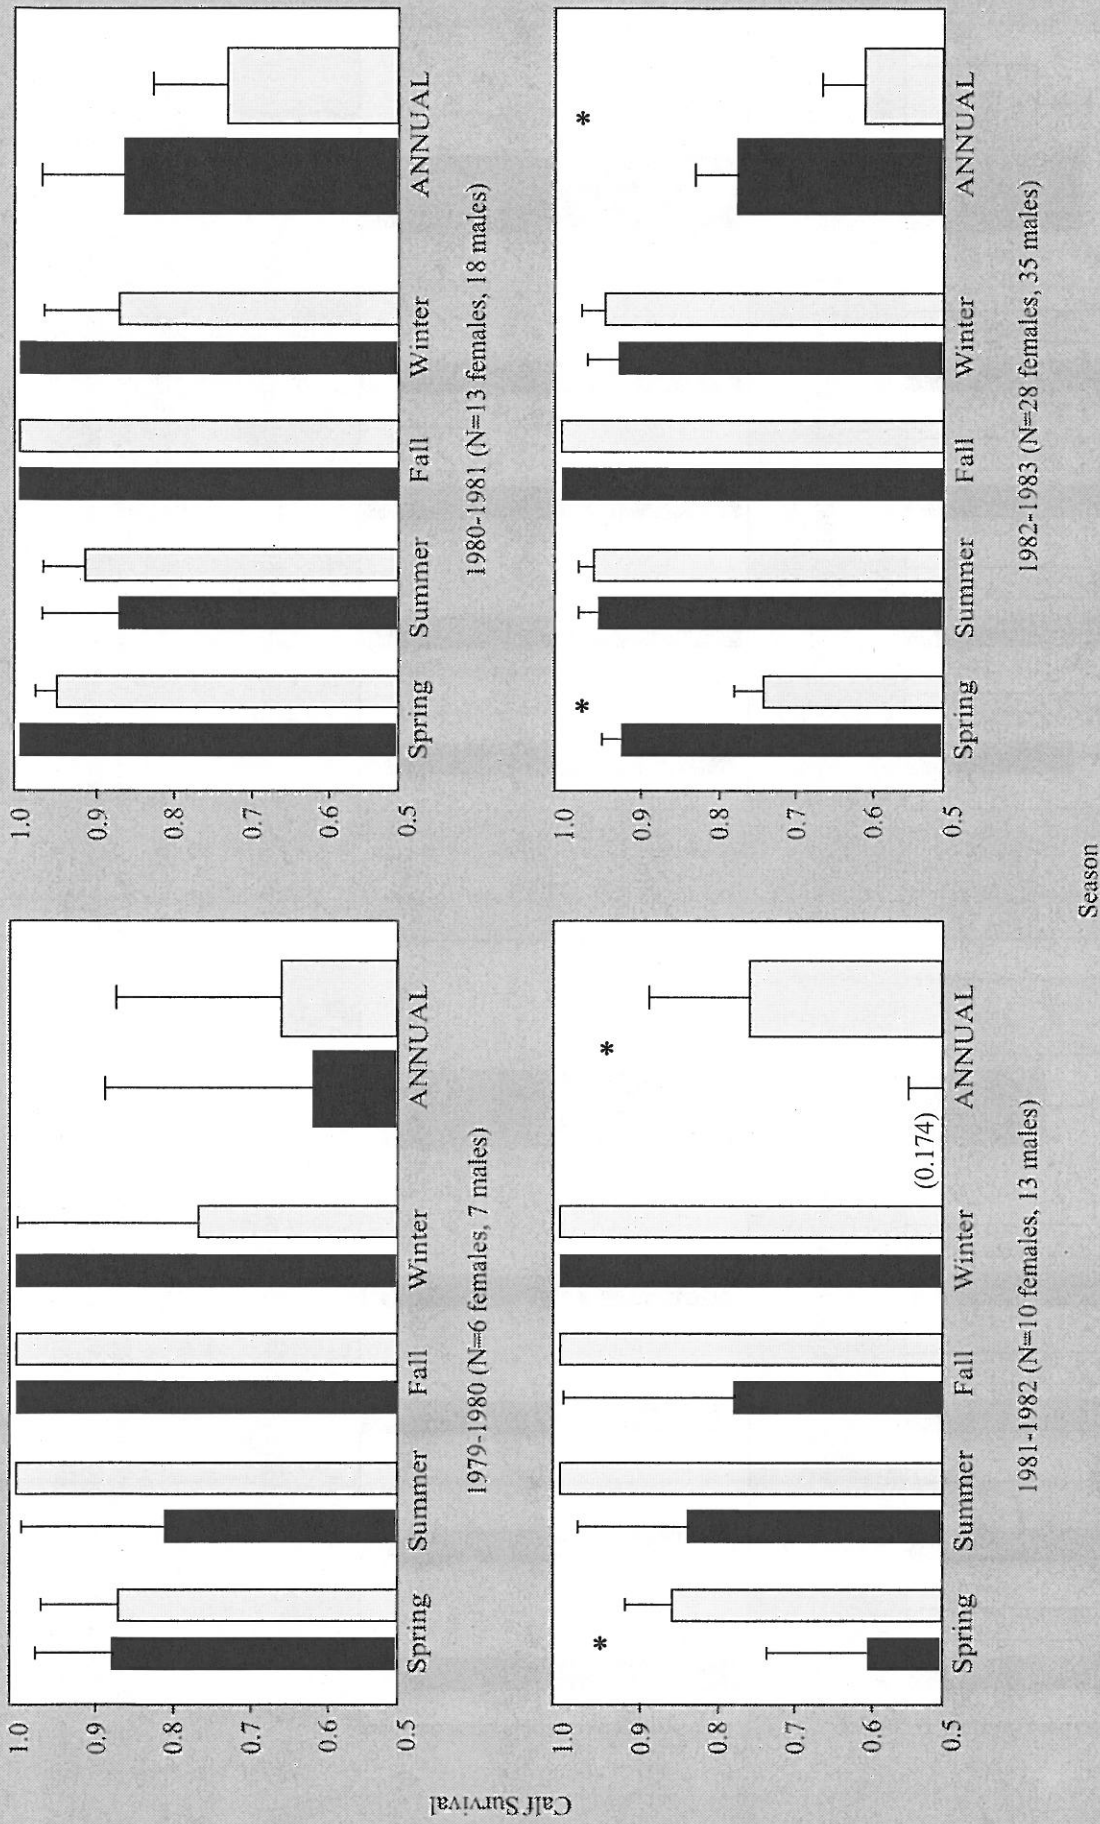 Calf Survival
1.0
0.9
0.8
0.7
0.6
0.5
Spring Summer Fall Winter ANNUAL
1979-1980 (N=6 females, 7 males)
1.0
0.9
0.8
0.7
0.6
0.5
Spring Summer Fall Winter ANNUAL
1980-1981 (N=13 females, 18 males)
1.0
0.9
0.8
0.7
0.6
0.5
*
*
(0.174)
Spring Summer Fall Winter ANNUAL
1981-1982 (N=10 females, 13 males)
1.0
0.9
0.8
0.7
0.6
0.5
*
*
Spring Summer Fall Winter ANNUAL
1982-1983 (N=28 females, 35 males)
Season